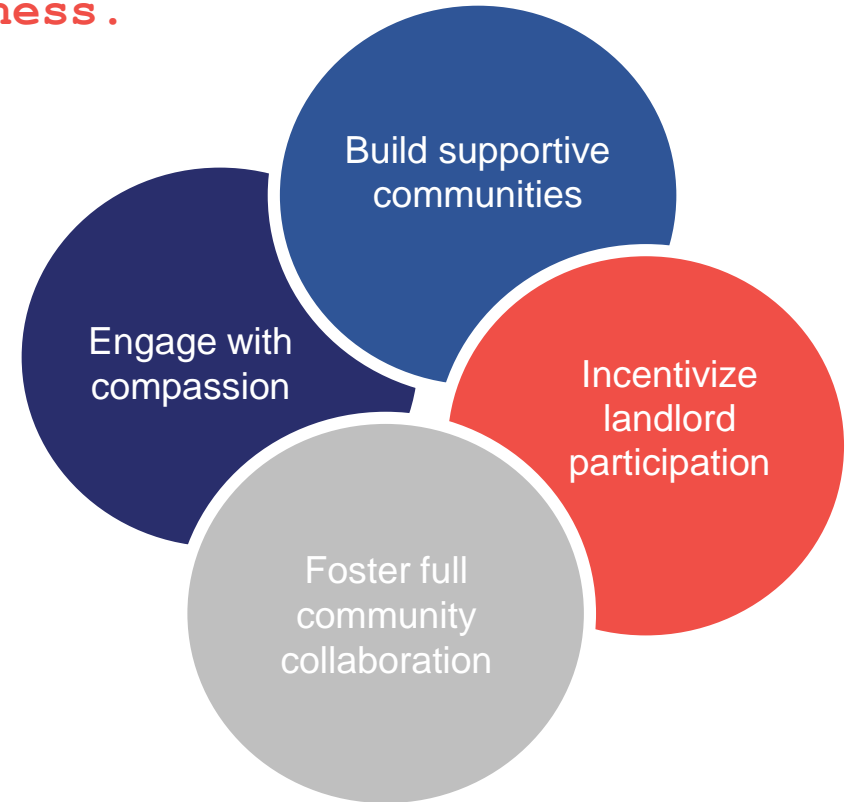 ness.
Build supportive
communities
Engage with
compassion
Incentivize
landlord
participation
Foster full
community
collaboration